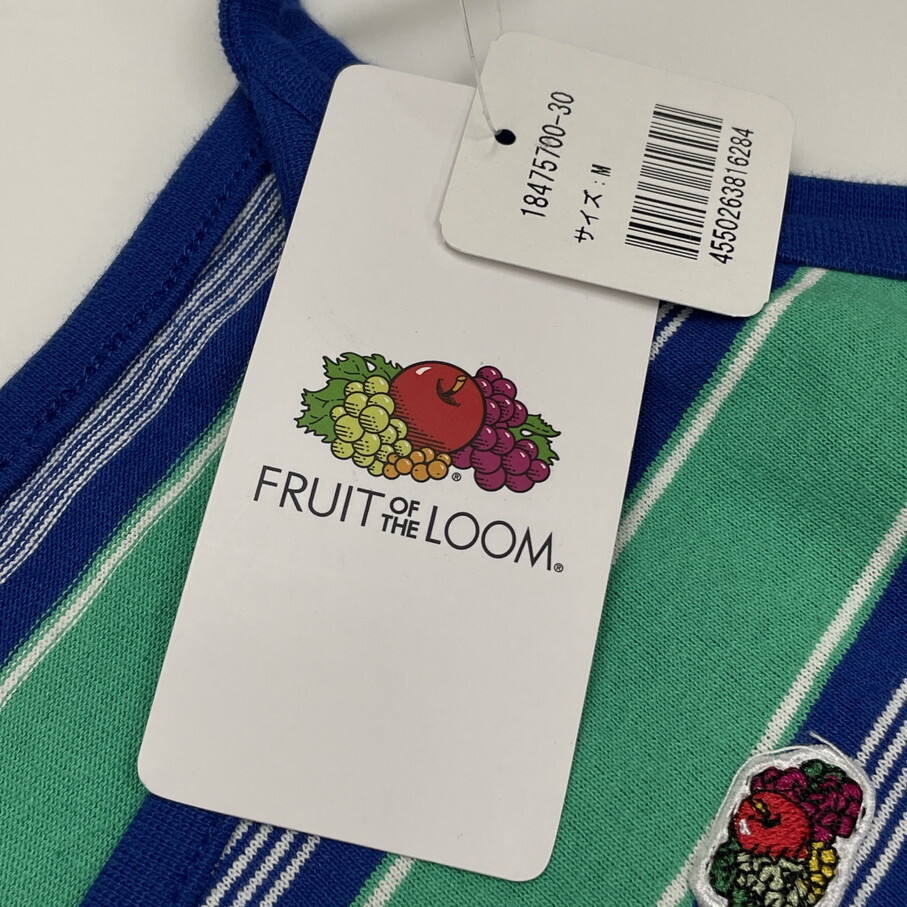 18475700-30
サイズ:M
4550263816284
®
FRUIT OF THE LOOM®